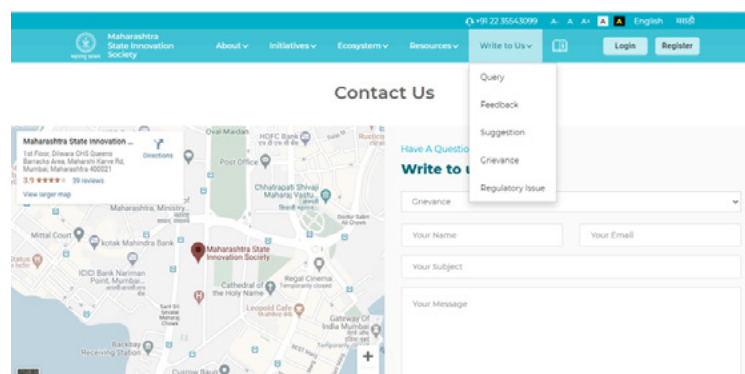 +91 22 35543099 A- A A+ A A English मराठी
Maharashtra
State Innovation
Society
About Initiatives Ecosystem Resources Write to Us Login Register
Query
Feedback
Suggestion
Grievance
Regulatory Issue
Contact Us
Maharashtra State Innovation ...
1st Floor, Dilwara CHS Queens
Barracks Area, Maharshi Karve Rd,
Mumbai, Maharashtra 400021
3.9 39 reviews
View larger map
Directions
Oval Maidan
HDFC Bank
Post Office
Chhatrapati Shivaji
Maharaj Vastu...
Maharashtra, Ministry...
Mittal Court
kotak Mahindra Bank
Maharashtra State
Innovation Society
ICICI Bank Nariman
Point, Mumbai...
Regal Cinema
Temporarily closed
Cathedral of
the Holy Name
Leopold Cafe
Gateway Of
India Mumbai
Backbay
Receiving Station
+
Have A Questio
Write to u
Grievance
Your Name Your Email
Your Subject
Your Message